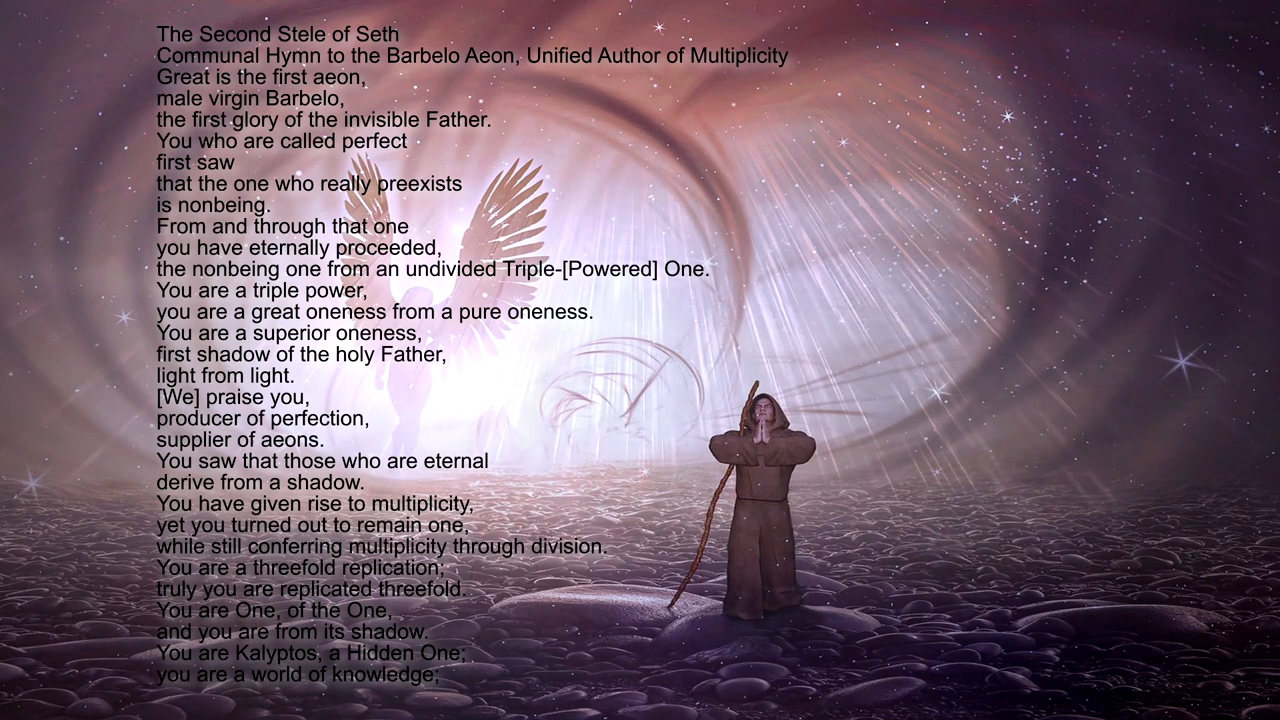 The Second Stele of Seth
Communal Hymn to the Barbelo Aeon, Unified Author of Multiplicity
Great is the first aeon,
male virgin Barbelo,
the first glory of the invisible Father.
You who are called perfect
first saw
that the one who really preexists
is nonbeing.
From and through that one
you have eternally proceeded,
the nonbeing one from an undivided Triple-[Powered] One.
You are a triple power,
you are a great oneness from a pure oneness.
You are a superior oneness,
first shadow of the holy Father,
light from light.
[We] praise you,
producer of perfection,
supplier of aeons.
You saw that those who are eternal
derive from a shadow.
You have given rise to multiplicity,
yet you turned out to remain one,
while still conferring multiplicity through division.
You are a threefold replication;
truly you are replicated threefold.
You are One, of the One,
and you are from its shadow.
You are Kalyptos, a Hidden One;
you are a world of knowledge;